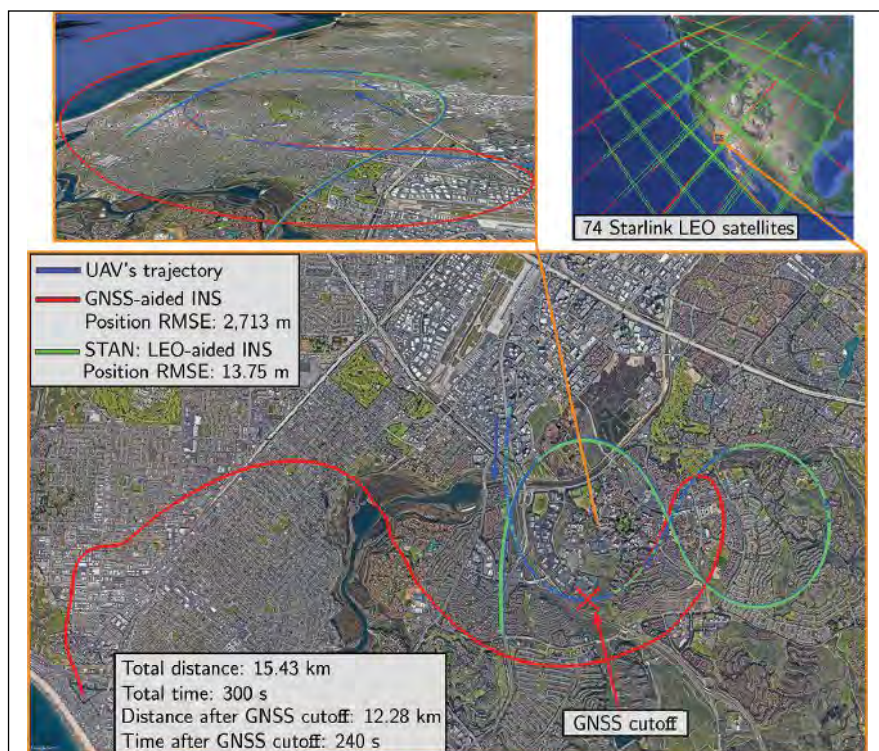 74 Starlink LEO satellites
UAV's trajectory
GNSS-aided INS
Position RMSE: 2,713 m
STAN: LEO-aided INS
Position RMSE: 13.75 m
Total distance: 15.43 km
Total time: 300 s
Distance after GNSS cutoff: 12.28 km
Time after GNSS cutoff: 240 s
GNSS cutoff